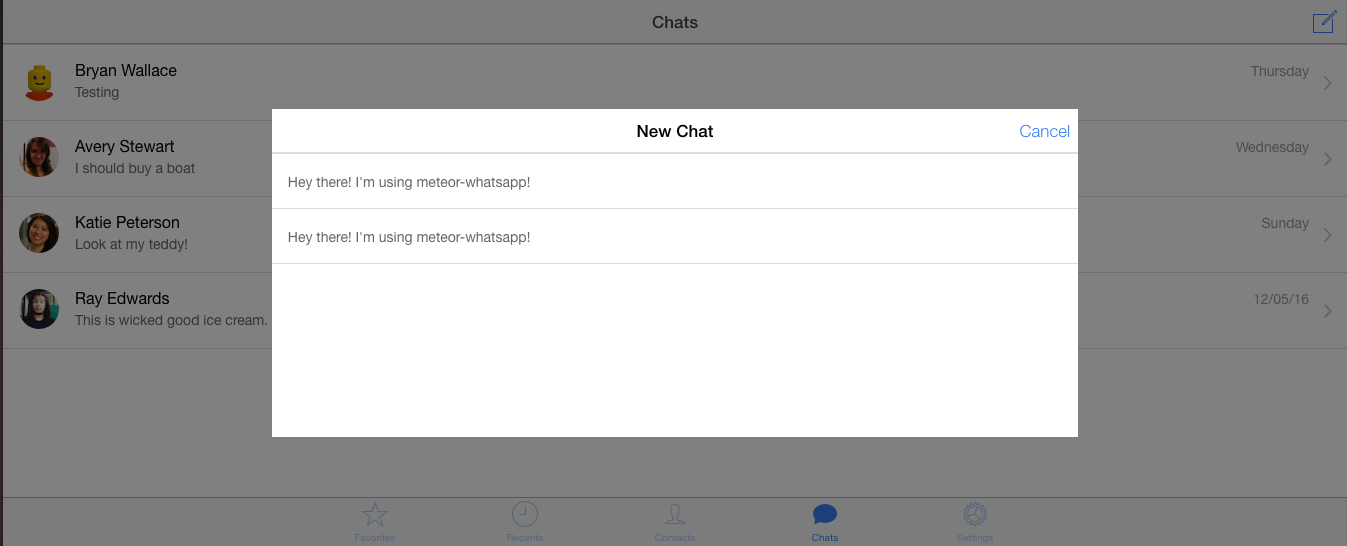 Chats
Bryan Wallace
Thursday
Testing
New Chat
Cancel
Avery Stewart
Wednesday
I should buy a boat
Hey there! I'm using meteor-whatsapp!
Katie Peterson
Sunday
Look at my teddy!
Hey there! I'm using meteor-whatsapp!
Ray Edwards
12/05/16
This is wicked good ice cream.
Favorites
Recents
Contacts
Chats
Settings